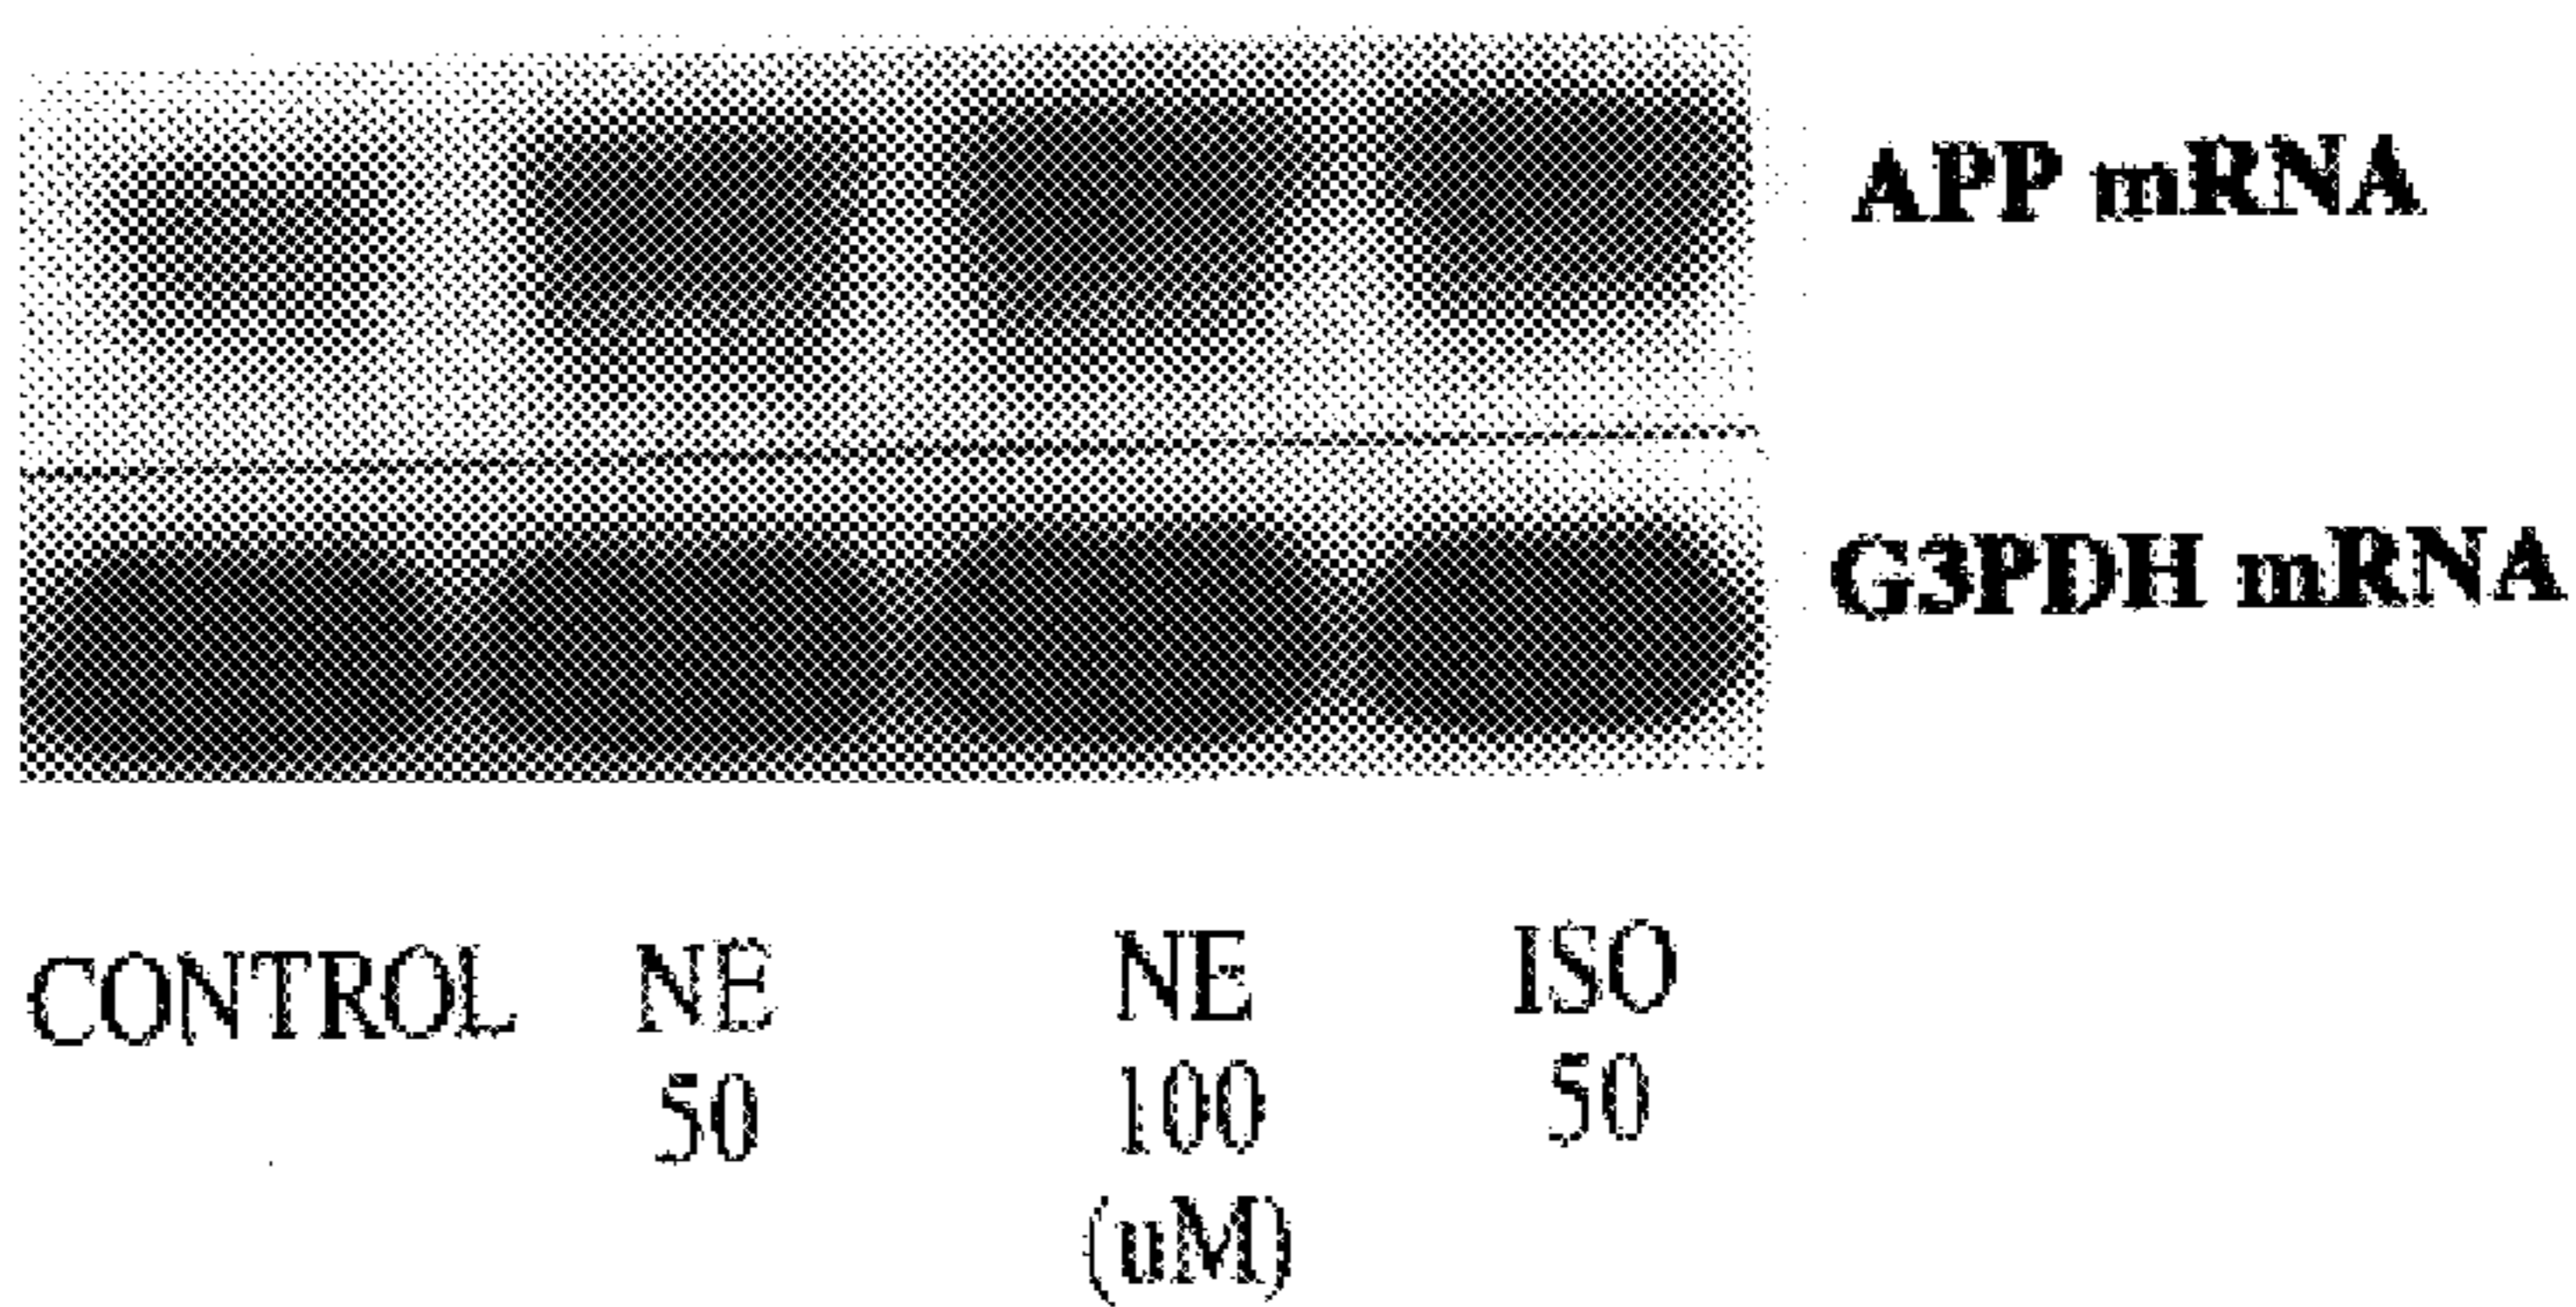 APP mRNA
G3PDH mRNA
CONTROL NE NE ISO
50 100 50
(uM)